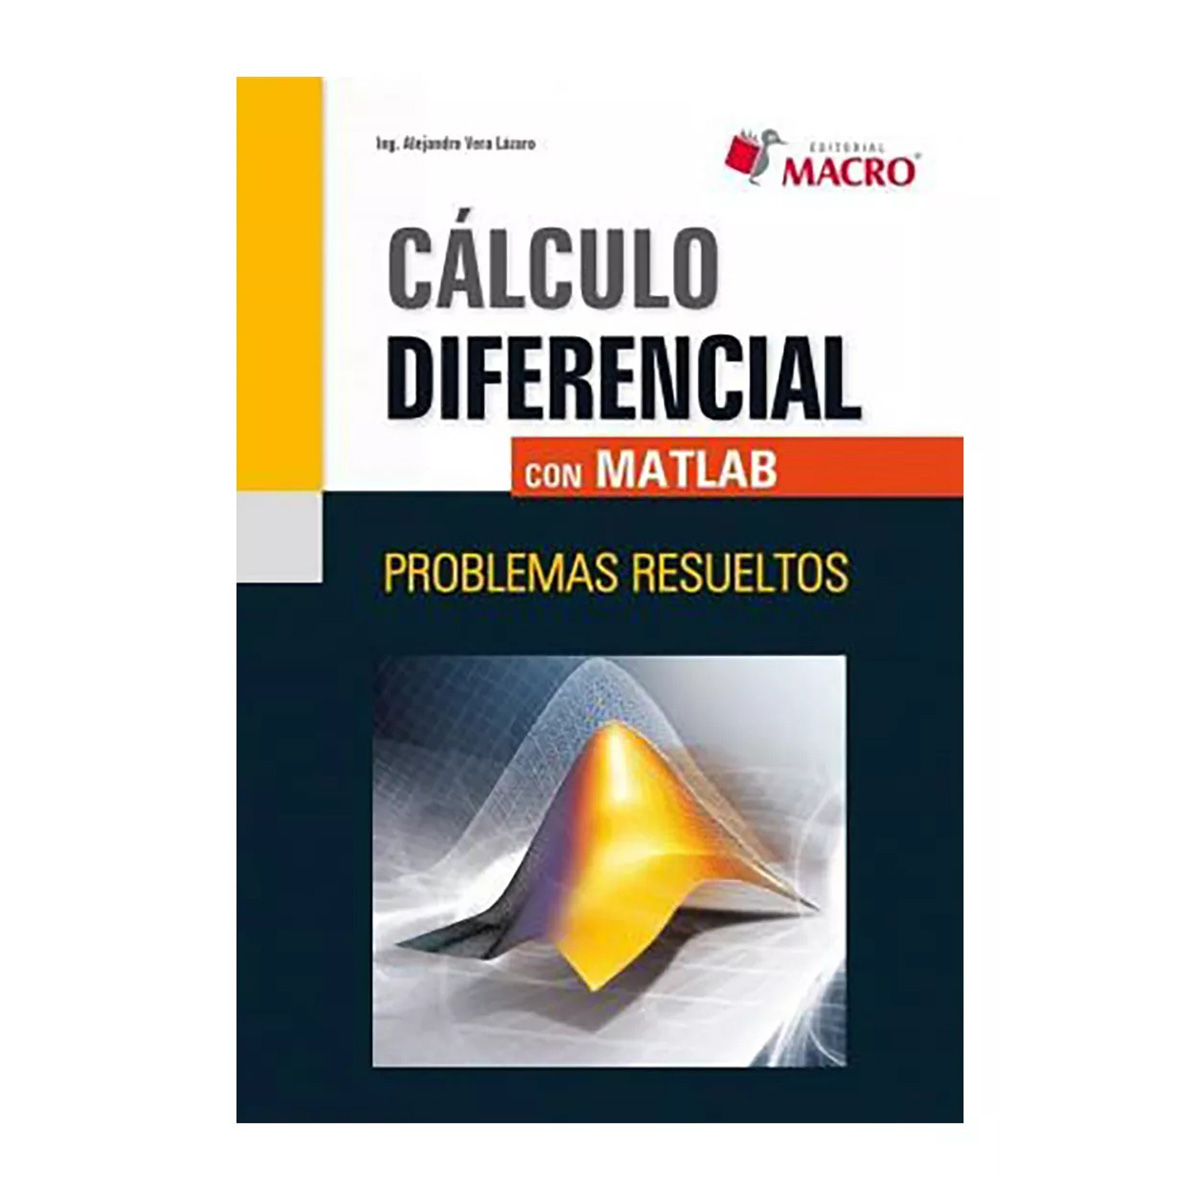 Ing. Alejandro Vera Lázaro
EDITORIAL
MACRO®
CÁLCULO
DIFERENCIAL
CON MATLAB
PROBLEMAS RESUELTOS